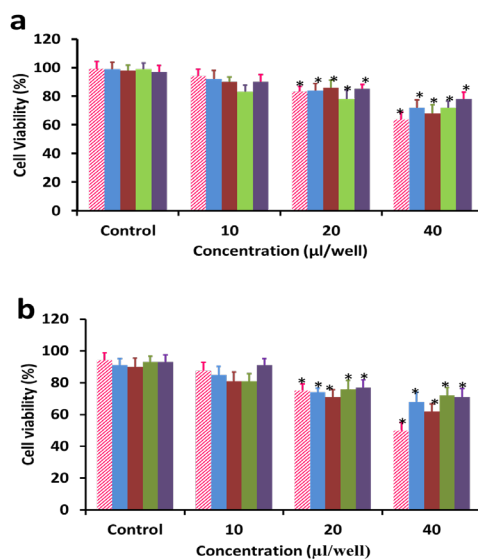 a
120
100
80
60
40
20
0
Cell Viability (%)
* * * * *
* * * * *
Control 10 20 40
Concentration (µl/well)
b
120
100
80
60
40
20
0
Cell viability (%)
* * * * *
* * * * *
Control 10 20 40
Concentration (µl/well)